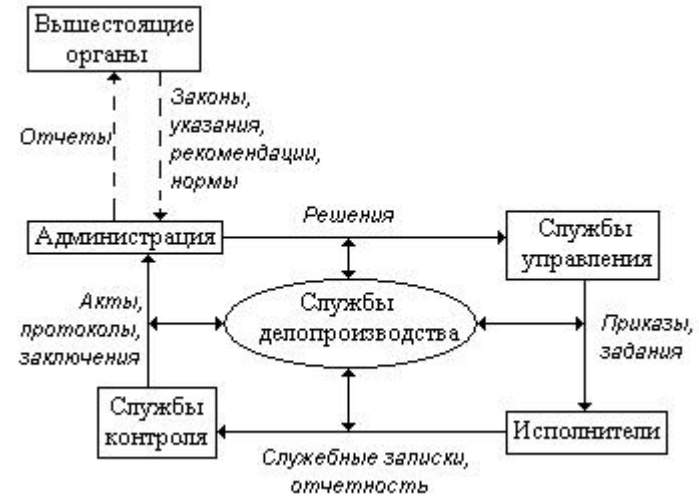 Вышестоящие
органы
Законы,
указания,
рекомендации,
нормы
Отчеты
Решения
Администрация
Службы
управления
Акты,
протоколы,
заключения
Службы
делопроизводства
Приказы,
задания
Службы
контроля
Исполнители
Служебные записки,
отчетность